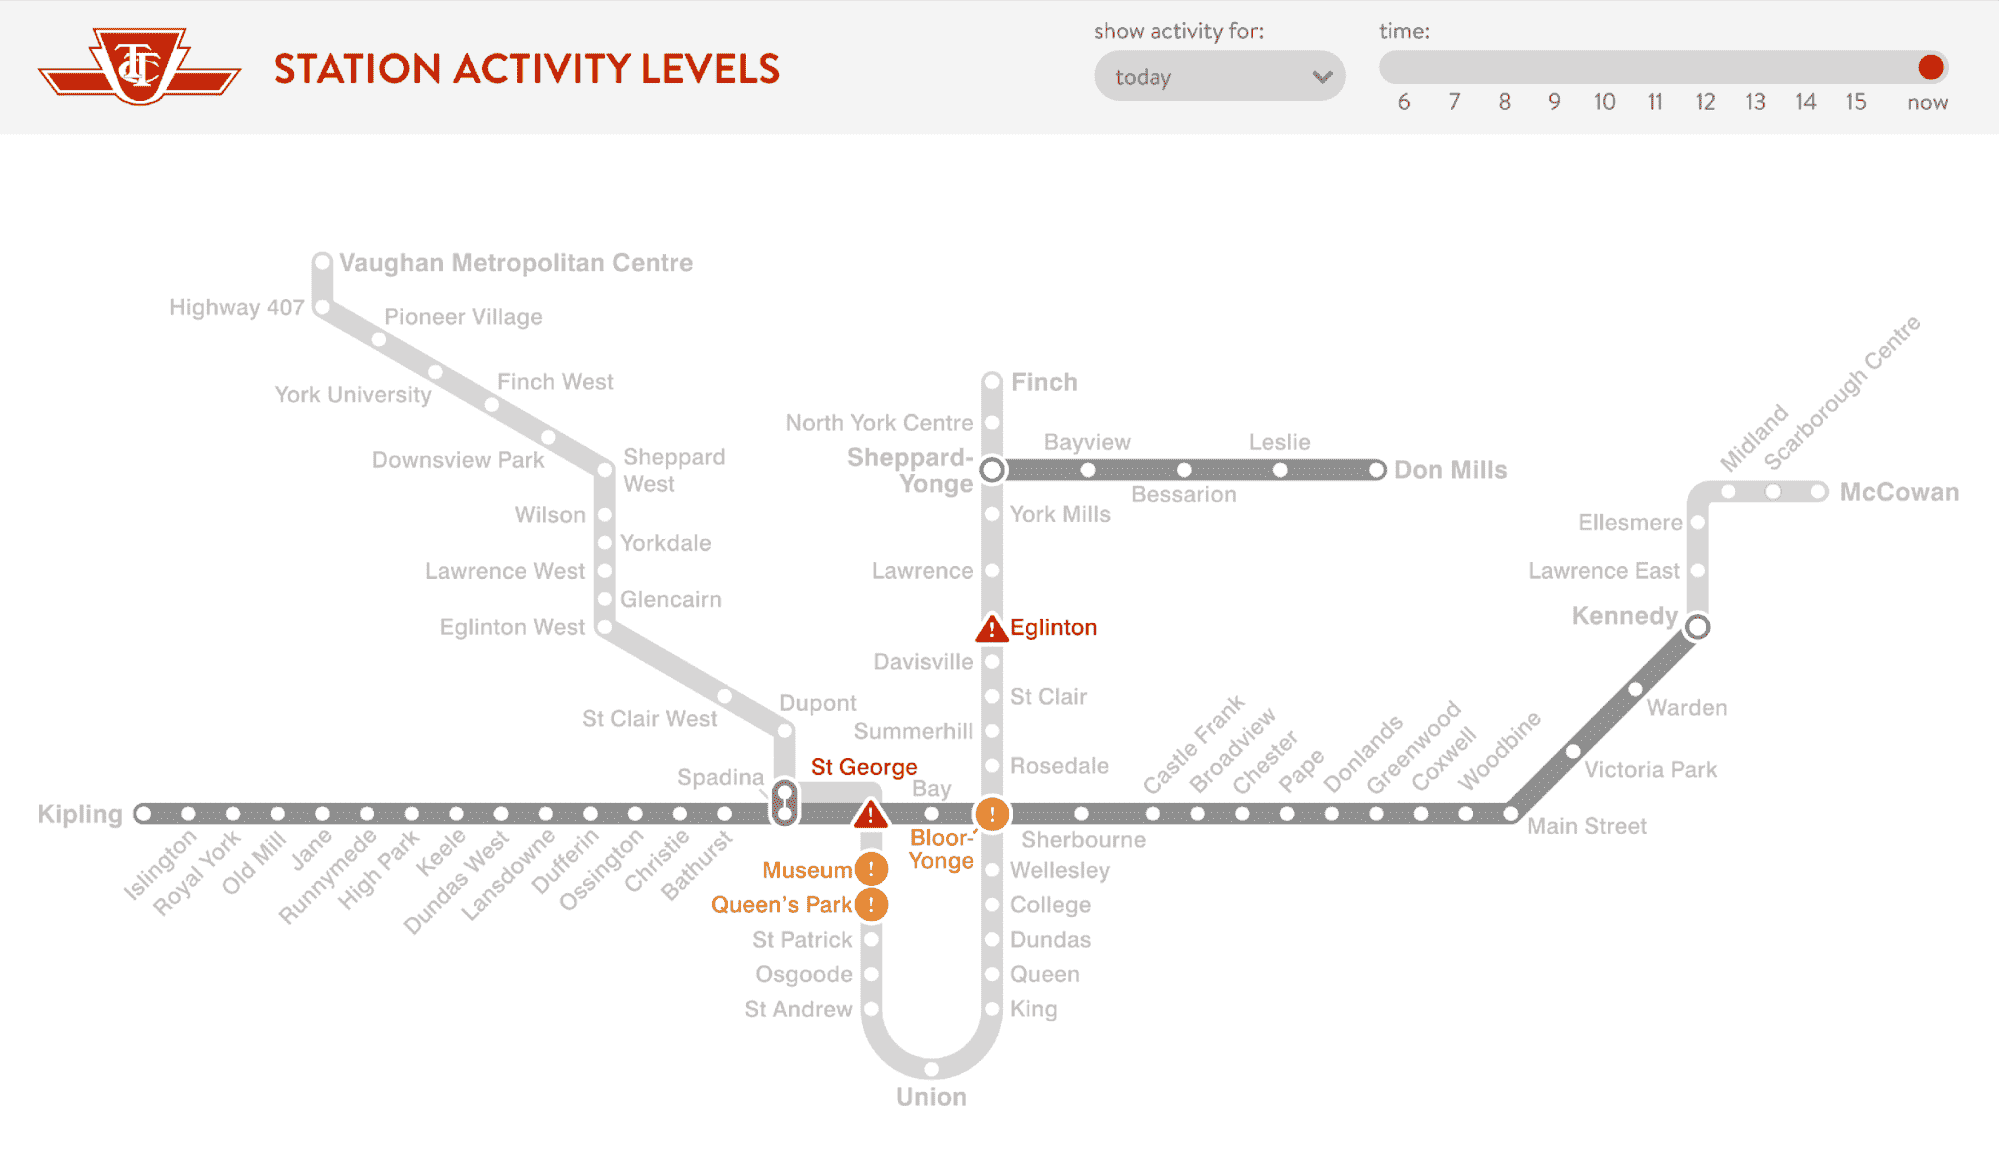 TTC
STATION ACTIVITY LEVELS
show activity for:
today
time:
6 7 8 9 10 11 12 13 14 15 now
Vaughan Metropolitan Centre
Highway 407
Pioneer Village
York University
Finch West
Downsview Park
Sheppard
West
Wilson
Yorkdale
Lawrence West
Glencairn
Eglinton West
St Clair West
Dupont
Spadina
St George
Museum
Queen's Park
St Patrick
Osgoode
St Andrew
Union
King
Queen
Dundas
College
Wellesley
Bloor-
Yonge
Rosedale
Summerhill
St Clair
Davisville
Eglinton
Lawrence
York Mills
Sheppard-
Yonge
North York Centre
Finch
Bayview
Bessarion
Leslie
Don Mills
Kipling
Islington
Royal York
Old Mill
Jane
Runnymede
High Park
Keele
Dundas West
Lansdowne
Dufferin
Ossington
Christie
Bathurst
Bay
Sherbourne
Castle Frank
Broadview
Chester
Pape
Donlands
Greenwood
Coxwell
Woodbine
Main Street
Victoria Park
Warden
Kennedy
Lawrence East
Ellesmere
Midland
Scarborough Centre
McCowan